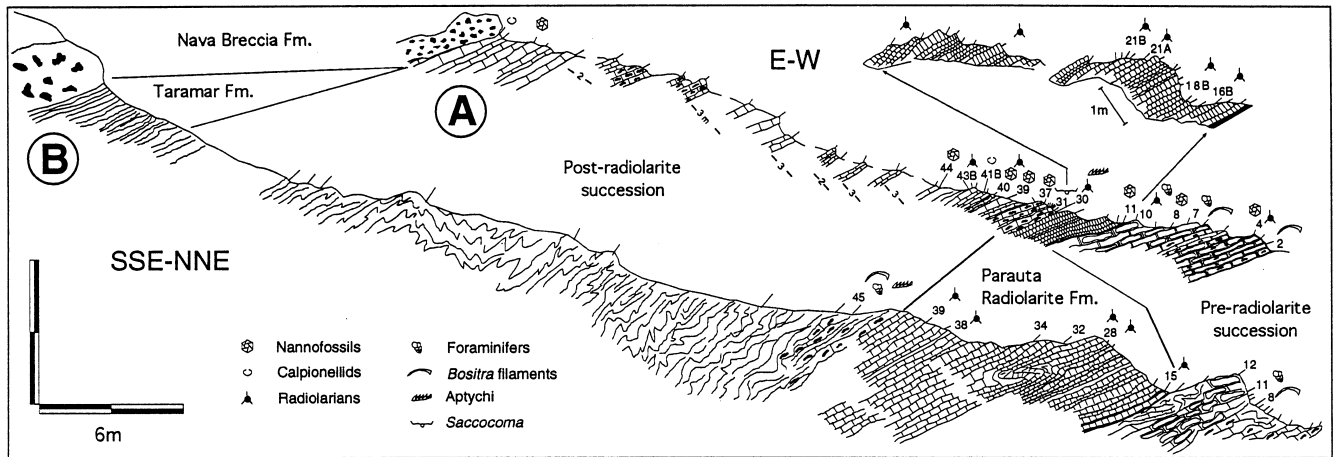 Nava Breccia Fm.
Taramar Fm.
B
A
E-W
21B
21A
18B
16B
1m
2
3 m
3
2
3
3
Post-radiolarite
succession
44
43B
41B
40
39
37
31
30
11
10
8
7
4
2
SSE-NNE
Parauta
Radiolarite Fm.
Pre-radiolarite
succession
45
39
38
34
32
28
15
12
11
8
Nannofossils
Calpionellids
Radiolarians
Foraminifers
Bositra filaments
Aptychi
Saccocoma
6m